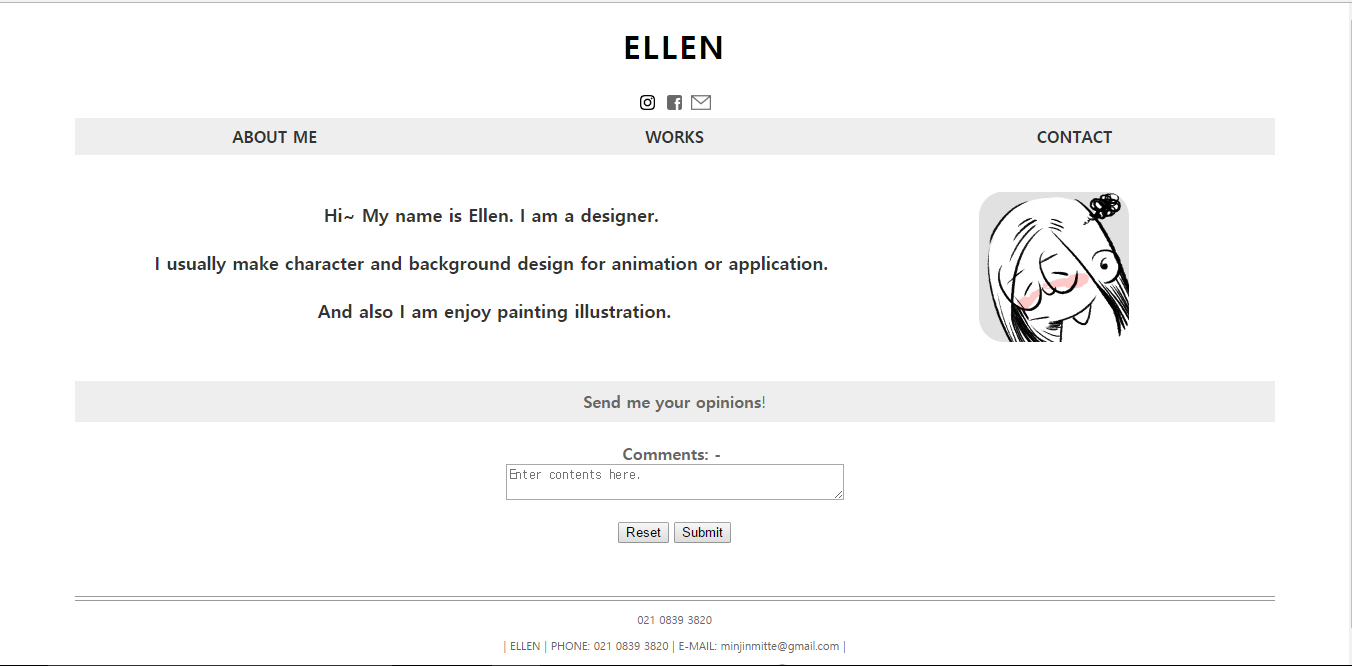 ELLEN
ABOUT ME WORKS CONTACT
Hi~ My name is Ellen. I am a designer.
I usually make character and background design for animation or application.
And also I am enjoy painting illustration.
Send me your opinions!
Comments: -
Enter contents here.
Reset Submit
021 0839 3820
| ELLEN | PHONE: 021 0839 3820 | E-MAIL: minjinmitte@gmail.com |